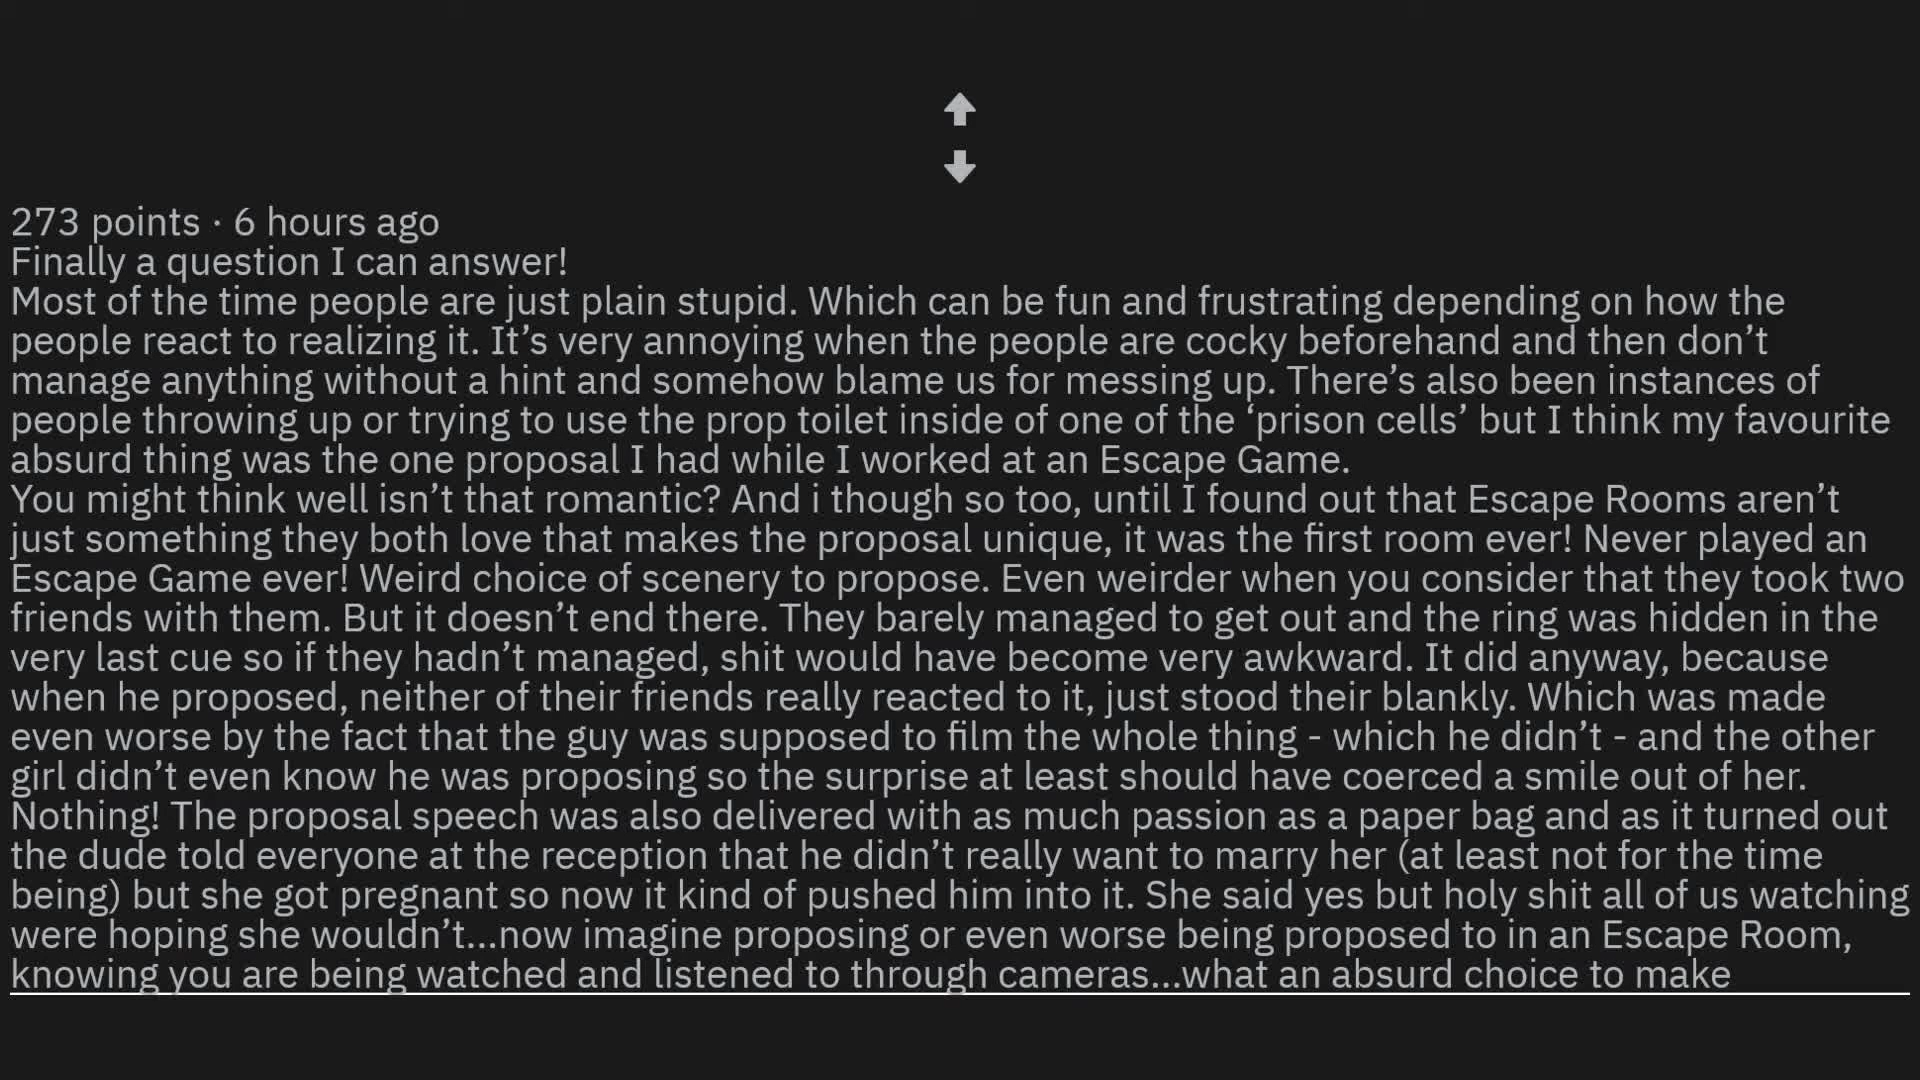 273 points · 6 hours ago
Finally a question I can answer!
Most of the time people are just plain stupid. Which can be fun and frustrating depending on how the
people react to realizing it. It’s very annoying when the people are cocky beforehand and then don’t
manage anything without a hint and somehow blame us for messing up. There’s also been instances of
people throwing up or trying to use the prop toilet inside of one of the ‘prison cells’ but I think my favourite
absurd thing was the one proposal I had while I worked at an Escape Game.
You might think well isn’t that romantic? And i though so too, until I found out that Escape Rooms aren’t
just something they both love that makes the proposal unique, it was the first room ever! Never played an
Escape Game ever! Weird choice of scenery to propose. Even weirder when you consider that they took two
friends with them. But it doesn’t end there. They barely managed to get out and the ring was hidden in the
very last cue so if they hadn’t managed, shit would have become very awkward. It did anyway, because
when he proposed, neither of their friends really reacted to it, just stood their blankly. Which was made
even worse by the fact that the guy was supposed to film the whole thing - which he didn’t - and the other
girl didn’t even know he was proposing so the surprise at least should have coerced a smile out of her.
Nothing! The proposal speech was also delivered with as much passion as a paper bag and as it turned out
the dude told everyone at the reception that he didn’t really want to marry her (at least not for the time
being) but she got pregnant so now it kind of pushed him into it. She said yes but holy shit all of us watching
were hoping she wouldn’t...now imagine proposing or even worse being proposed to in an Escape Room,
knowing you are being watched and listened to through cameras...what an absurd choice to make